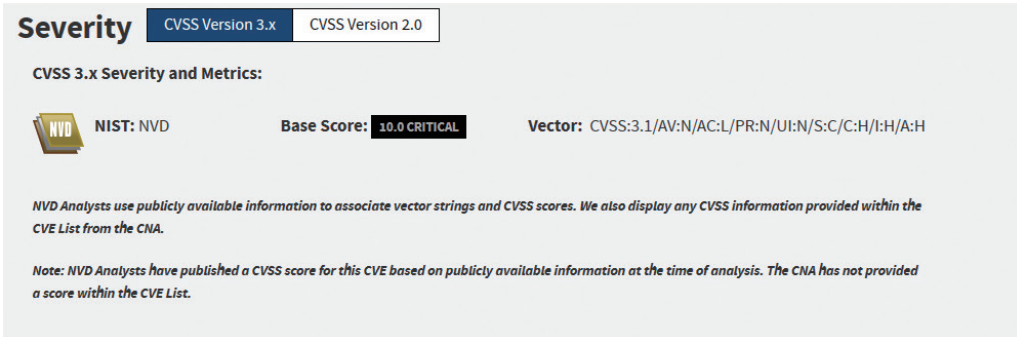 Severity CVSS Version 3.x CVSS Version 2.0
CVSS 3.x Severity and Metrics:
NVD NIST: NVD Base Score: 10.0 CRITICAL Vector: CVSS:3.1/AV:N/AC:L/PR:N/UI:N/S:C/C:H/I:H/A:H
NVD Analysts use publicly available information to associate vector strings and CVSS scores. We also display any CVSS information provided within the
CVE List from the CNA.
Note: NVD Analysts have published a CVSS score for this CVE based on publicly available information at the time of analysis. The CNA has not provided
a score within the CVE List.